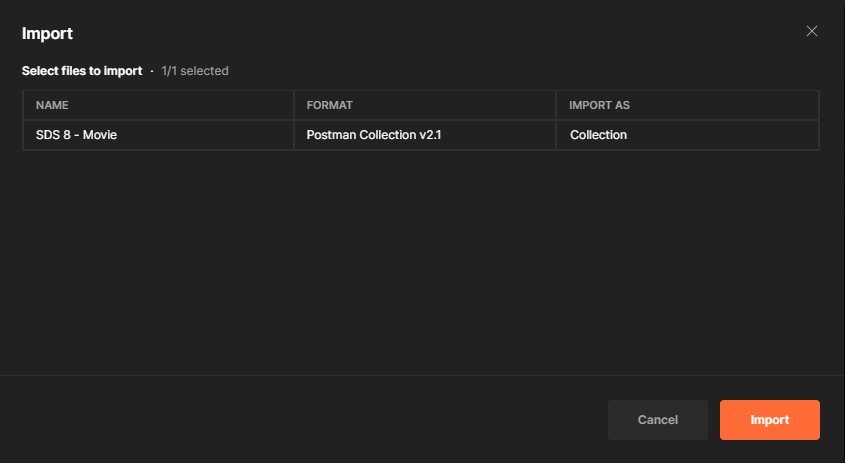 Import
Select files to import · 1/1 selected
NAME FORMAT IMPORT AS
SDS 8 - Movie Postman Collection v2.1 Collection
Cancel Import